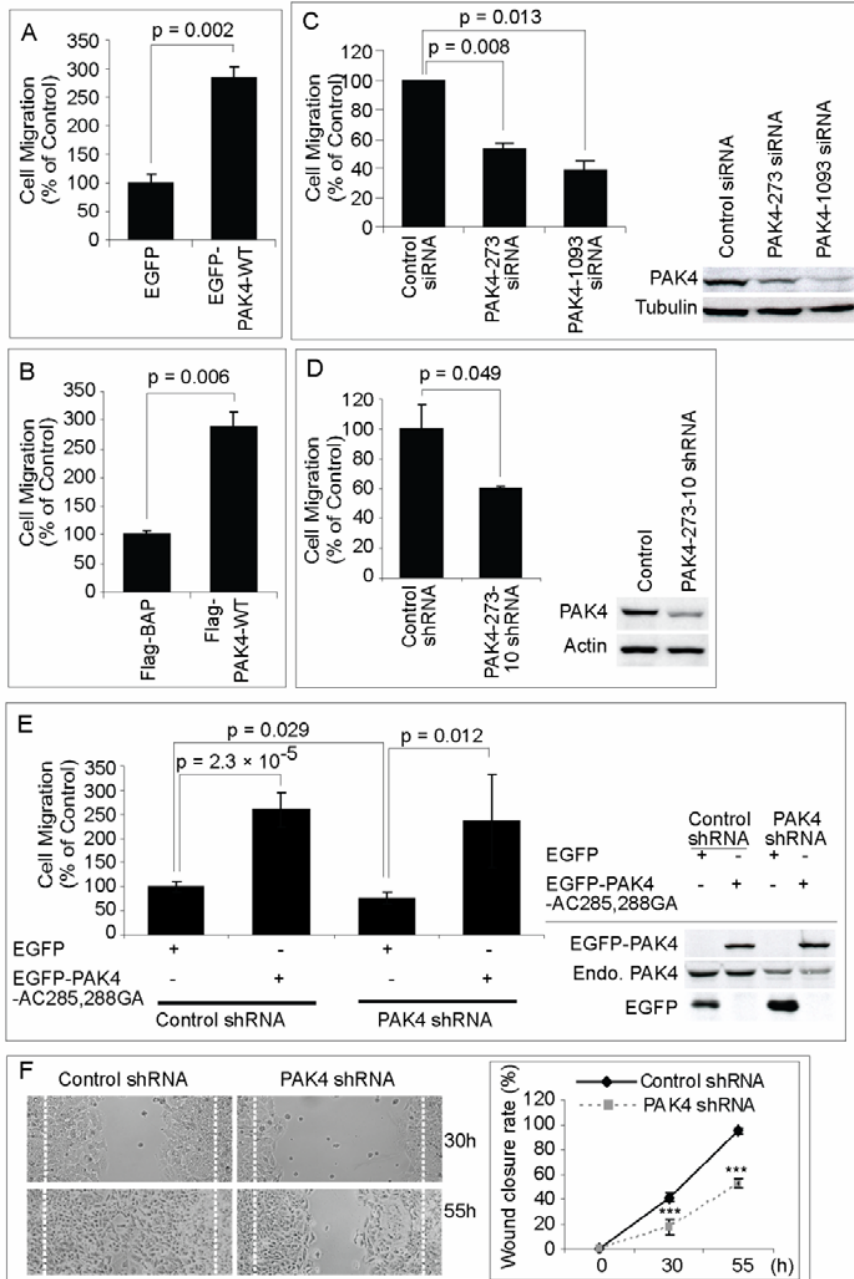 A
p = 0.002
Cell Migration
(% of Control)
350
300
250
200
150
100
50
0
EGFP
EGFP-
PAK4-WT
B
p = 0.006
Cell Migration
(% of Control)
350
300
250
200
150
100
50
0
Flag-BAP
Flag-
PAK4-WT
C
p = 0.013
p = 0.008
Cell Migration
(% of Control)
120
100
80
60
40
20
0
Control
siRNA
PAK4-273
siRNA
PAK4-1093
siRNA
Control siRNA
PAK4-273 siRNA
PAK4-1093 siRNA
PAK4
Tubulin
D
p = 0.049
Cell Migration
(% of Control)
120
100
80
60
40
20
0
Control
shRNA
PAK4-273-
10 shRNA
Control
PAK4-273-10 shRNA
PAK4
Actin
E
p = 0.029
p = 0.012
p = 2.3 × 10-5
Cell Migration
(% of Control)
350
300
250
200
150
100
50
0
EGFP + - + -
EGFP-PAK4 - + - +
-AC285,288GA
Control shRNA PAK4 shRNA
Control PAK4
shRNA shRNA
EGFP + - + -
EGFP-PAK4 - + - +
-AC285,288GA
EGFP-PAK4
Endo. PAK4
EGFP
F
Control shRNA PAK4 shRNA
30h
55h
Wound closure rate (%)
120
100
80
60
40
20
0
Control shRNA
PAK4 shRNA
***
***
0 30 55 (h)